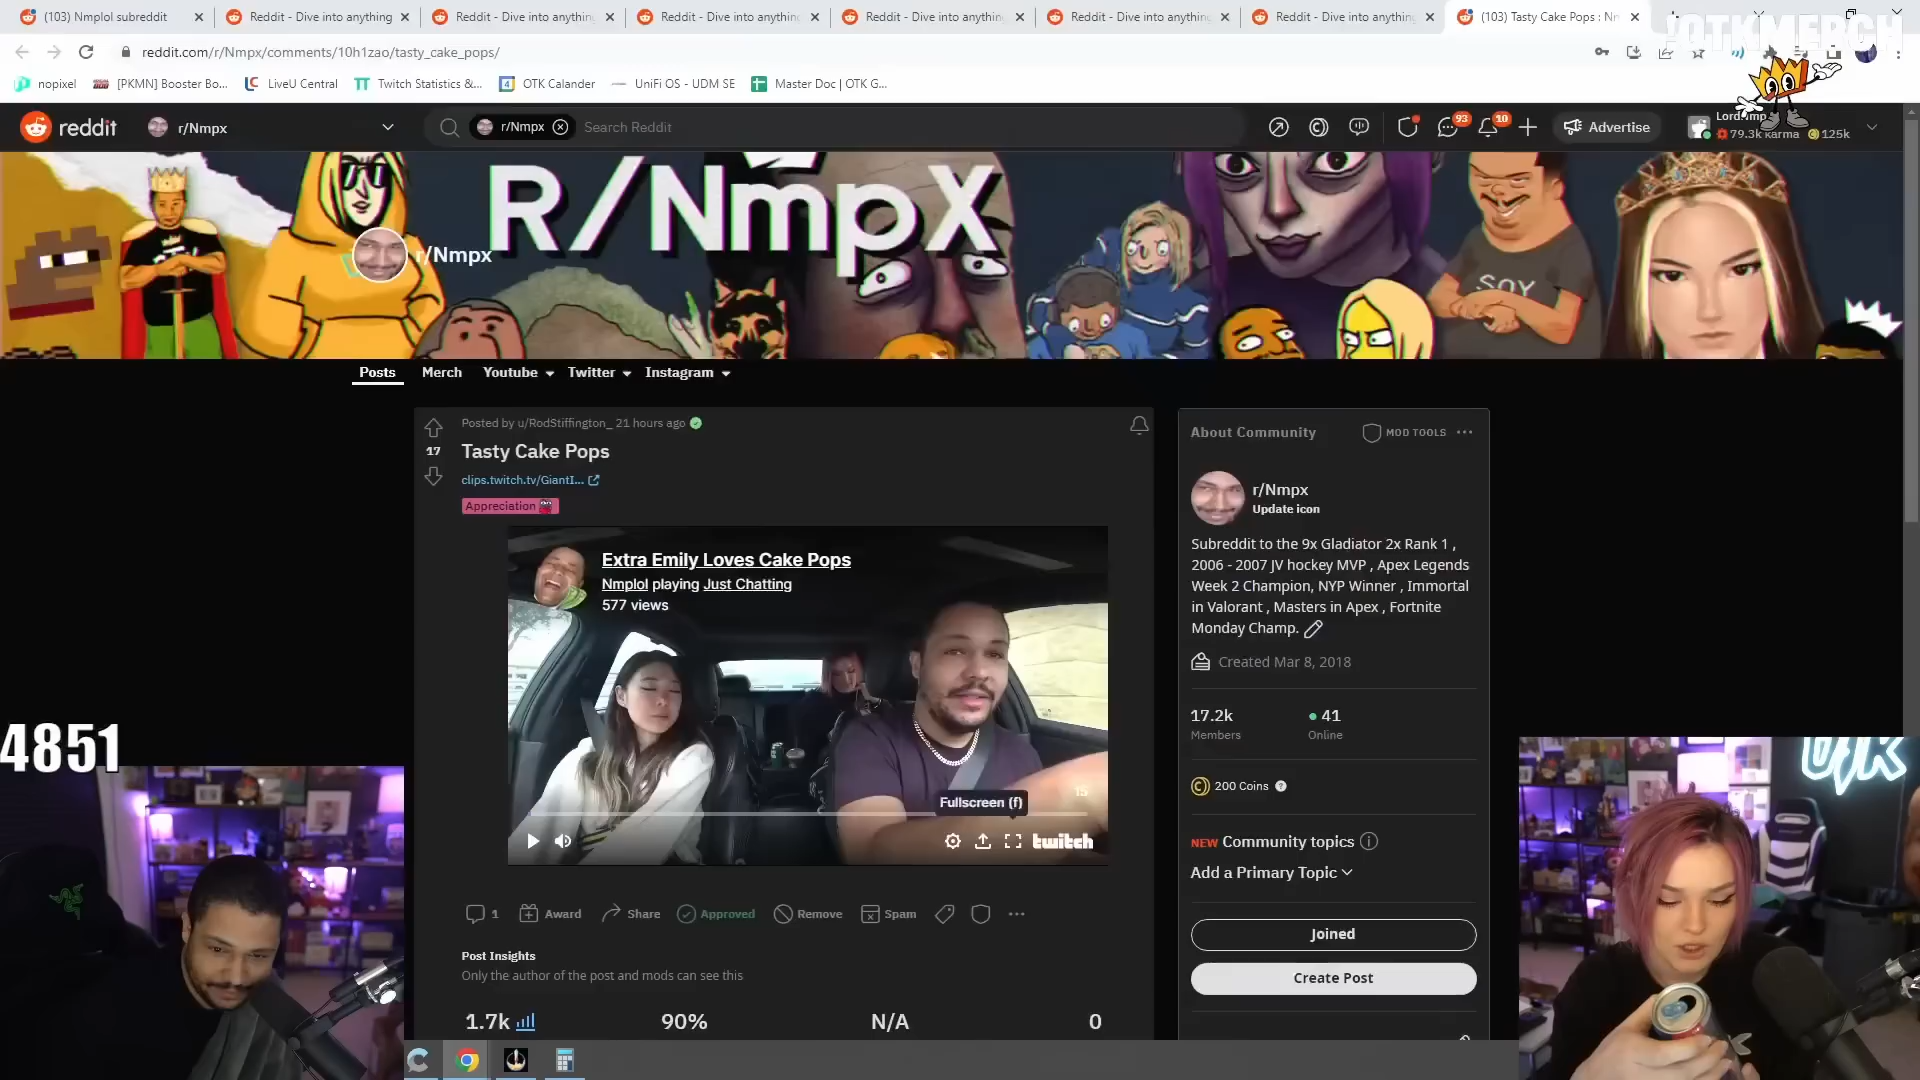 (103) Nmplol subreddit
Reddit - Dive into anything
Reddit - Dive into anything
Reddit - Dive into anything
Reddit - Dive into anything
Reddit - Dive into anything
Reddit - Dive into anything
(103) Tasty Cake Pops : Nm
!OTKMERCH
reddit.com/r/Nmpx/comments/10h1zao/tasty_cake_pops/
nopixel
[PKMN] Booster Bo...
LiveU Central
Twitch Statistics &...
OTK Calander
UniFi OS - UDM SE
Master Doc | OTK G...
reddit
r/Nmpx
r/Nmpx
Search Reddit
93
10
Advertise
79.3k karma
125k
R/NmpX
SOY
r/Nmpx
Posts
Merch
Youtube
Twitter
Instagram
Posted by u/RodStiffington_ 21 hours ago
17
Tasty Cake Pops
clips.twitch.tv/GiantI...
Appreciation
Extra Emily Loves Cake Pops
Nmplol playing Just Chatting
577 views
15
Fullscreen (f)
twitch
1
Award
Share
Approved
Remove
Spam
Post Insights
Only the author of the post and mods can see this
1.7k
90%
N/A
0
About Community
MOD TOOLS
r/Nmpx
Update icon
Subreddit to the 9x Gladiator 2x Rank 1 ,
2006 - 2007 JV hockey MVP , Apex Legends
Week 2 Champion, NYP Winner , Immortal
in Valorant , Masters in Apex , Fortnite
Monday Champ.
Created Mar 8, 2018
17.2k
Members
41
Online
200 Coins
NEW Community topics
Add a Primary Topic
Joined
Create Post
4851
OTK